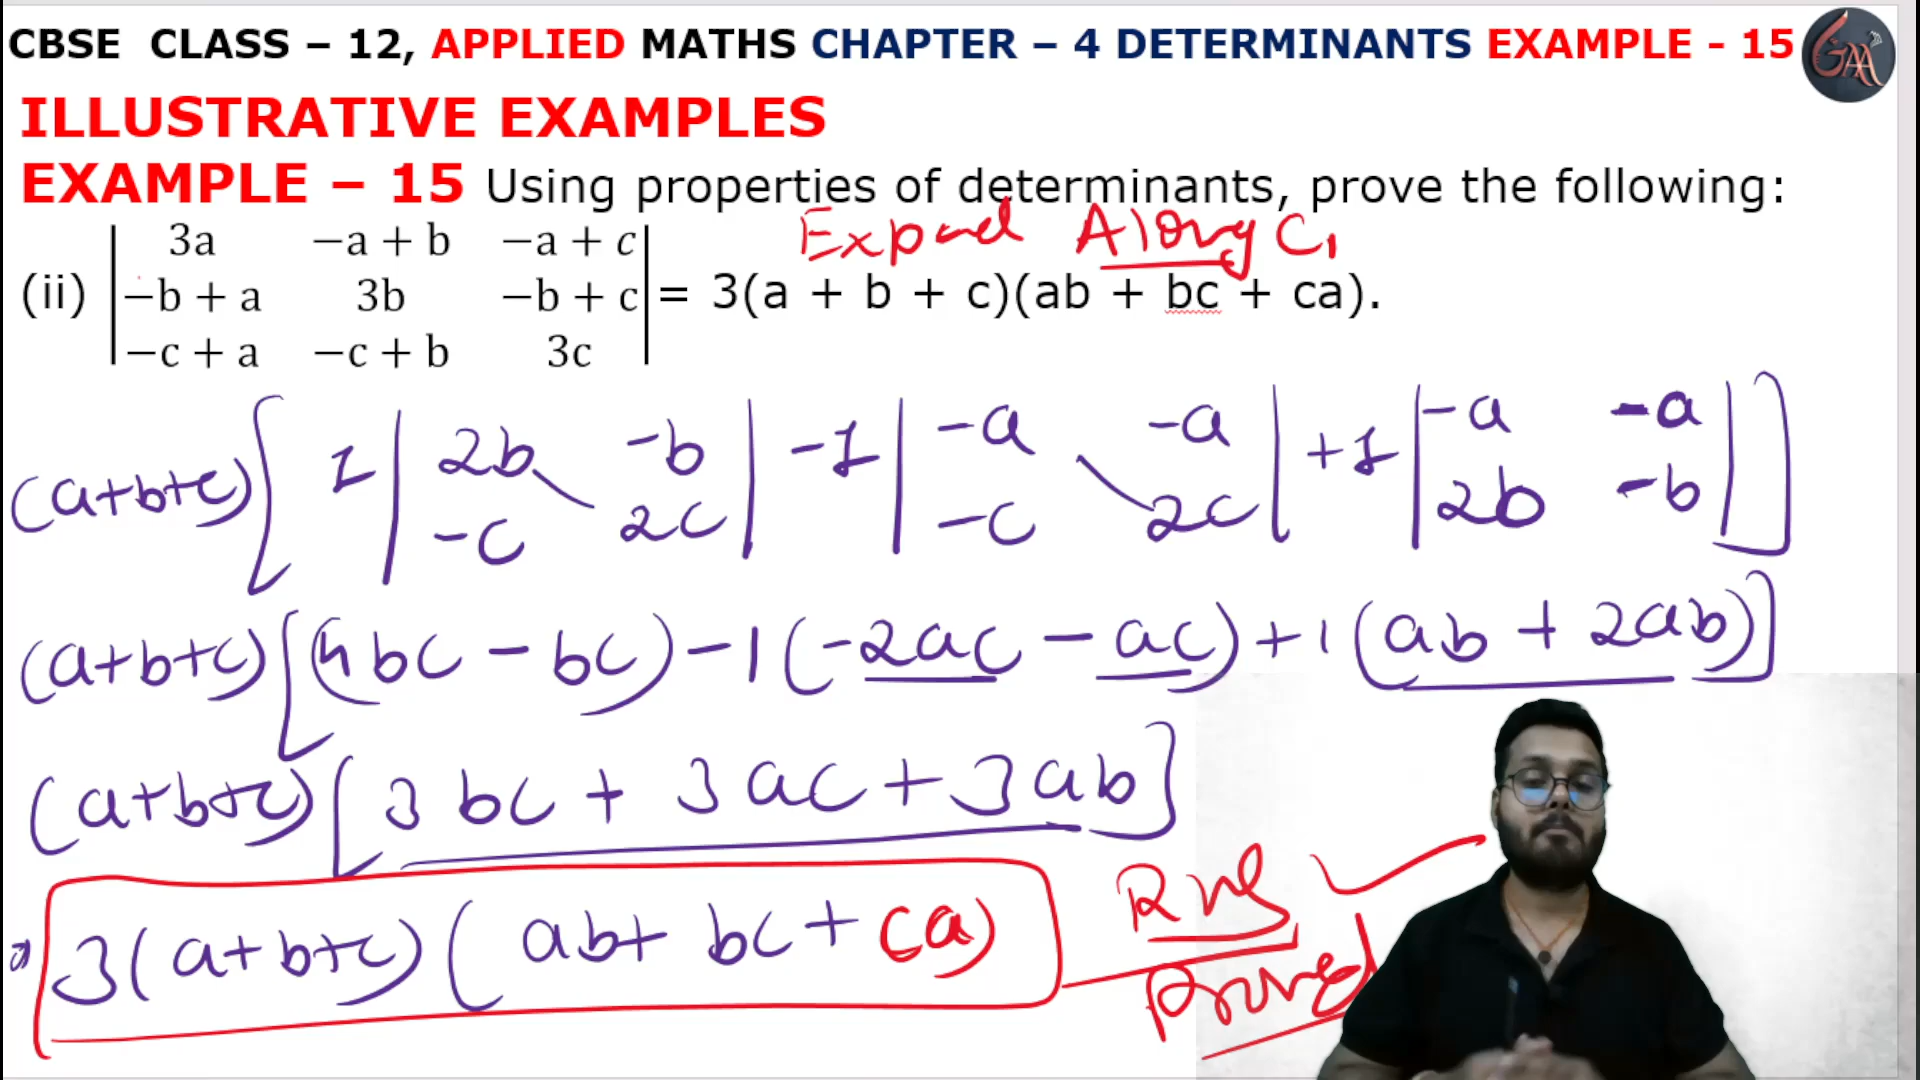 CBSE CLASS – 12, APPLIED MATHS CHAPTER – 4 DETERMINANTS EXAMPLE - 15
GAA
ILLUSTRATIVE EXAMPLES
EXAMPLE – 15 Using properties of determinants, prove the following:
Expand Along C₁
(ii) | 3a −a + b −a + c |
| −b + a 3b −b + c | = 3(a + b + c)(ab + bc + ca).
| −c + a −c + b 3c |
(a+b+c) [ 1 | 2b -b | -1 | -a -a | +1 | -a -a | ]
| -c 2c | | -c 2c | | 2b -b |
(a+b+c) [(4bc - bc) -1 (-2ac - ac) +1 (ab + 2ab)]
(a+b+c) [3bc + 3ac + 3ab]
3(a+b+c) (ab+ bc + ca)
RHS
Proved